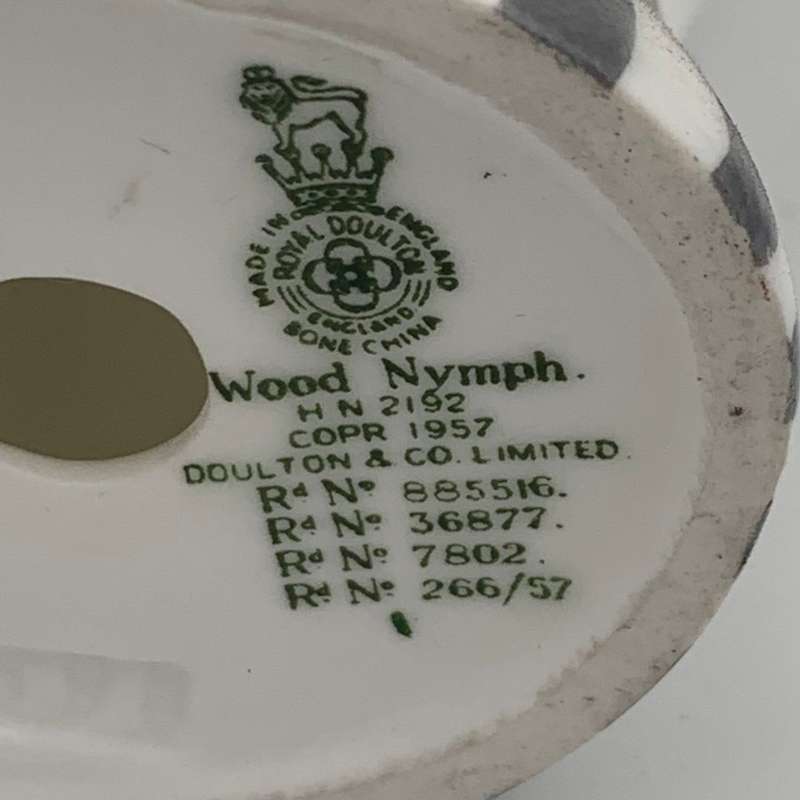 MADE IN ENGLAND
ROYAL DOULTON
ENGLAND
BONE CHINA
Wood Nymph.
H N 2192
COPR 1957
DOULTON & CO. LIMITED.
Rd No 885516.
Rd No 36877.
Rd No 7802.
Rd No 266/57